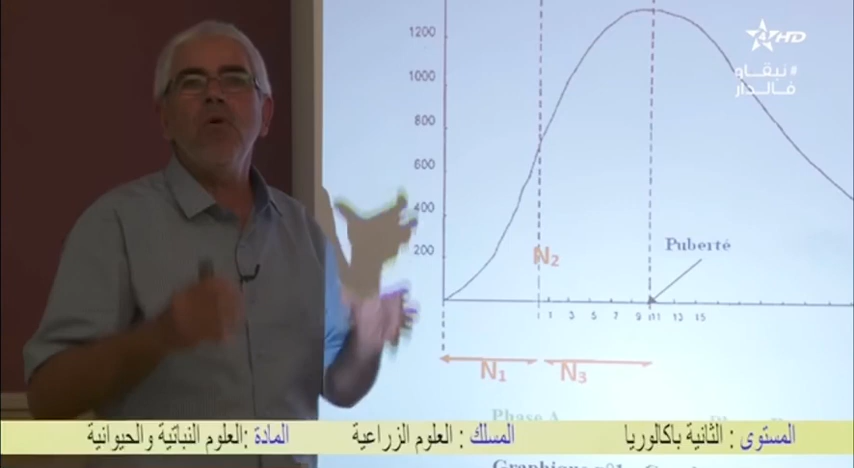 HD
#نبقاو
فالدار
1200
1000
800
600
400
200
N₂
Puberté
1 3 5 7 9 11 13 15
N₁ N₃
Phase A
المستوى : الثانية باكالوريا المسلك : العلوم الزراعية المادة :العلوم النباتية والحيوانية